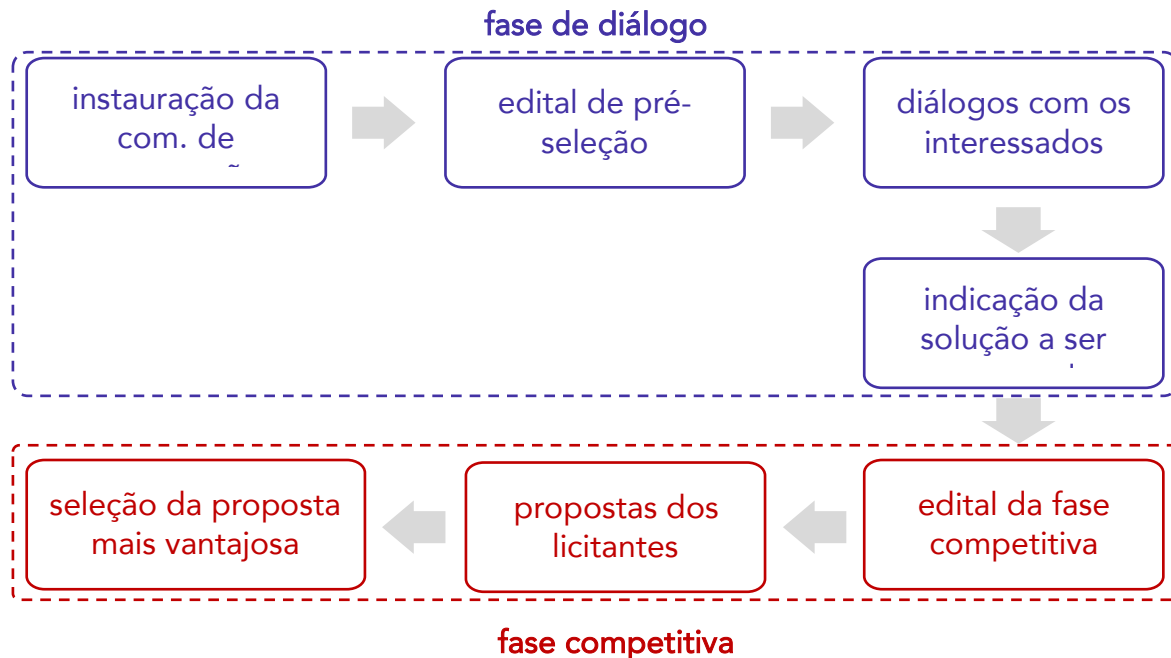 fase de diálogo
instauração da
com. de
edital de pré-
seleção
diálogos com os
interessados
indicação da
solução a ser
edital da fase
competitiva
propostas dos
licitantes
seleção da proposta
mais vantajosa
fase competitiva